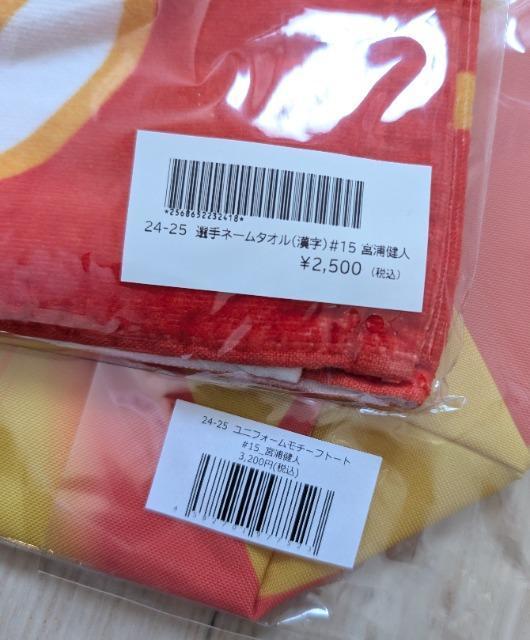 *2568652232418*
24-25 選手ネームタオル(漢字)#15 宮浦健人
¥2,500 (税込)
24-25 ユニフォームモチーフトート
#15_宮浦健人
3,200円(税込)